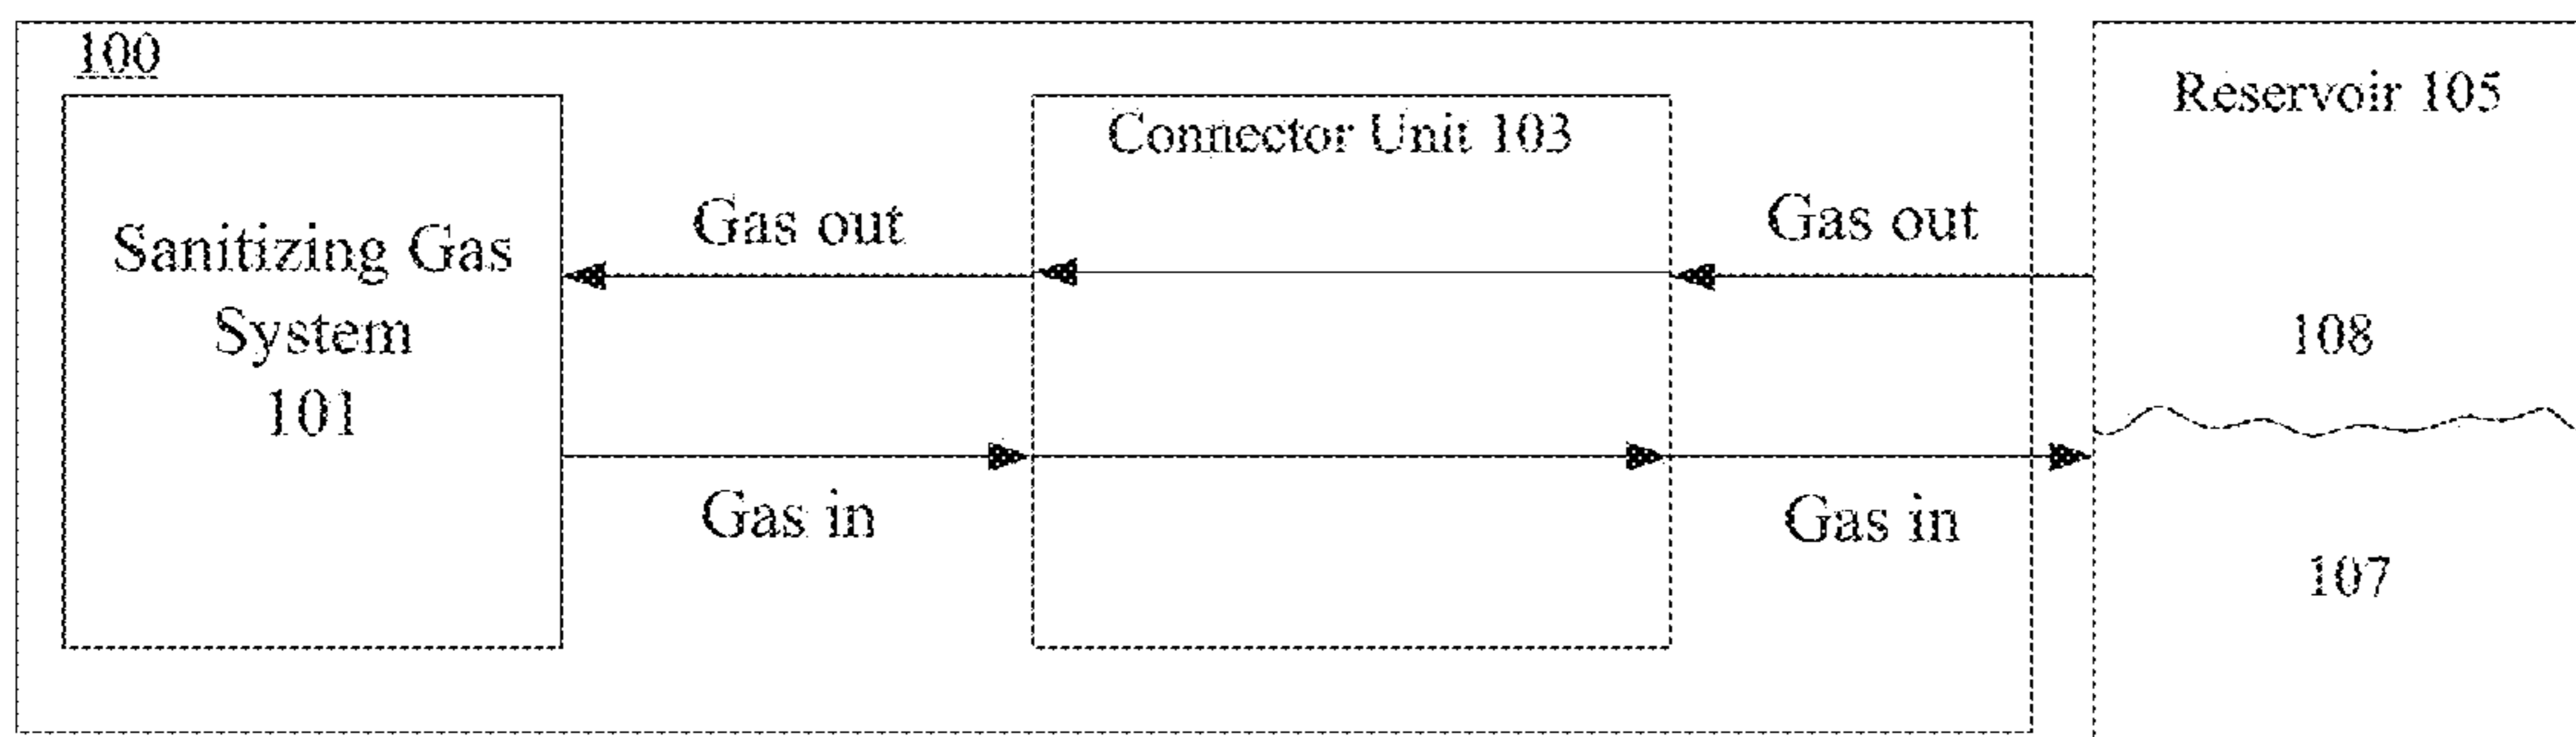 100
Reservoir 105
Connector Unit 103
Gas out
Gas out
Sanitizing Gas
System
101
108
Gas in
Gas in
107